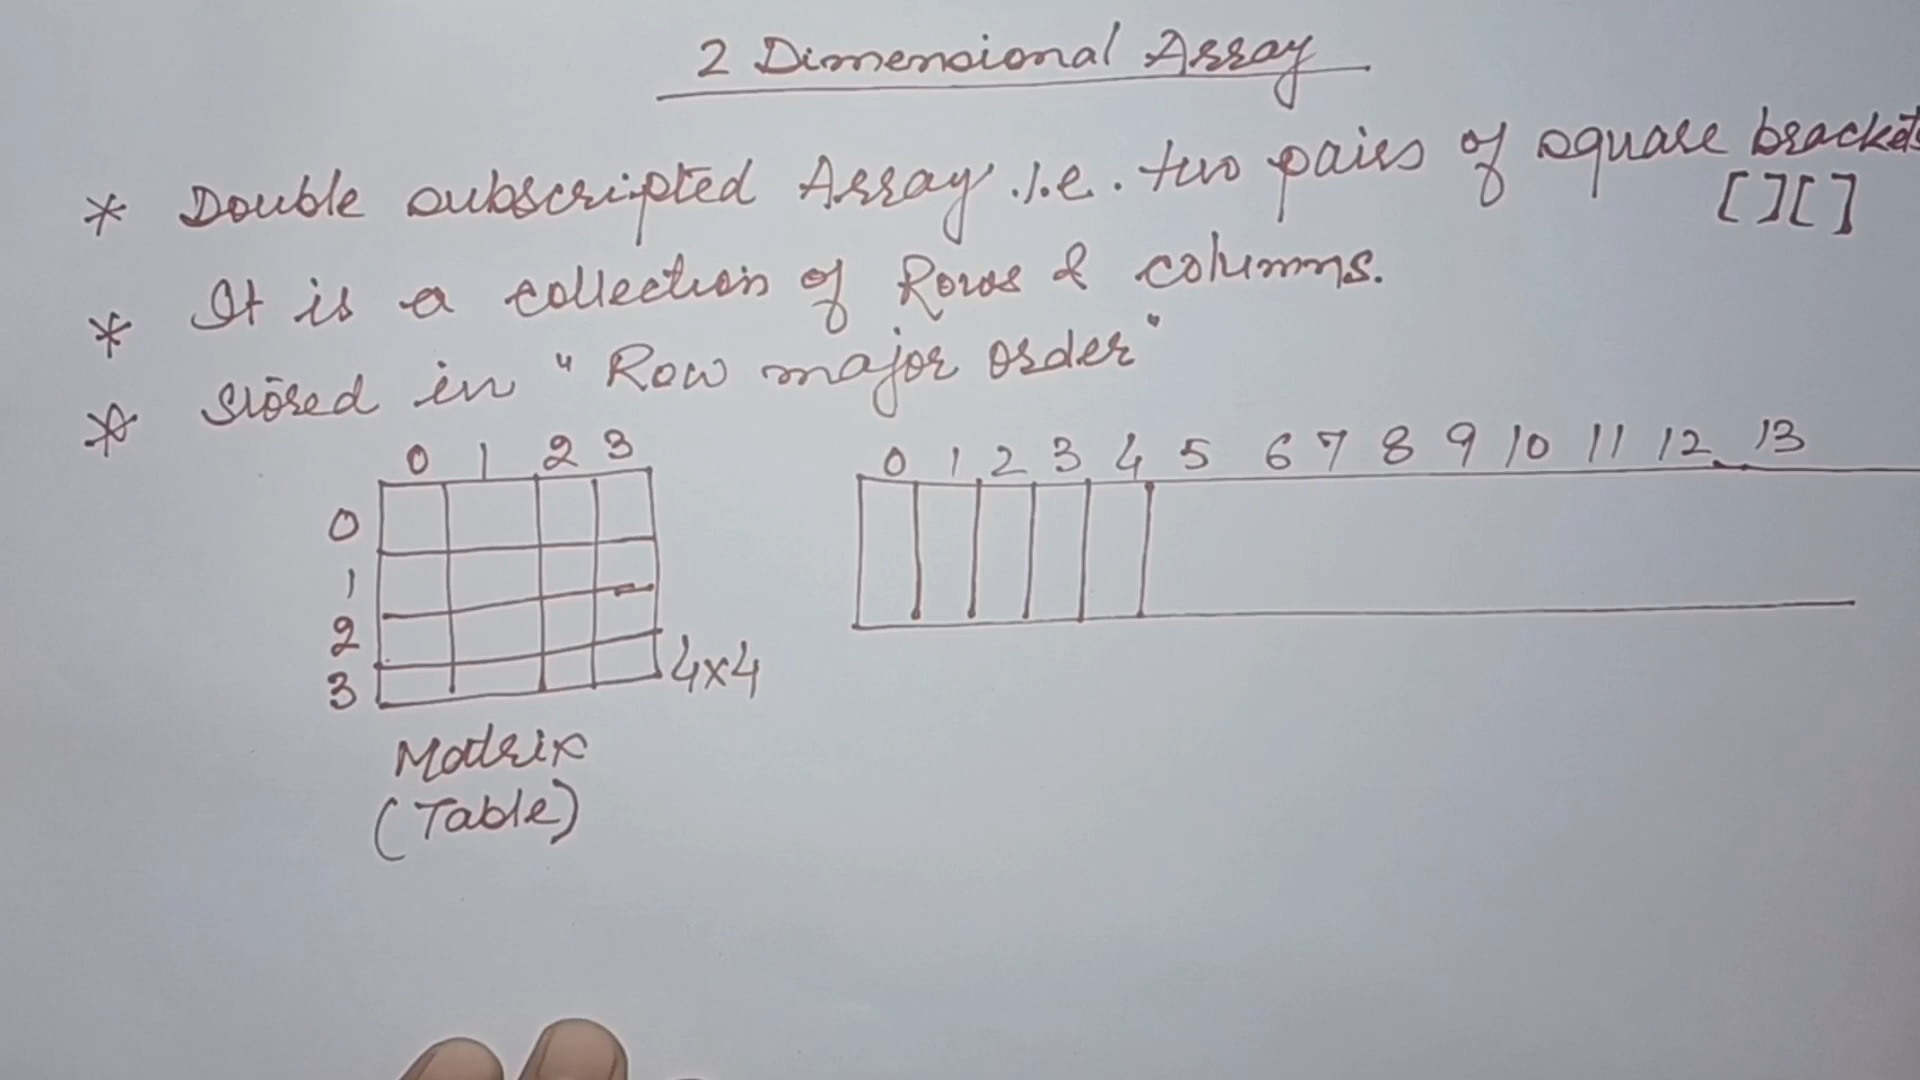 2 Dimensional Array
* Double subscripted Array i.e. two pairs of square brackets
[][]
* It is a collection of Rows & columns.
* Stored in "Row major order"
0 1 2 3
0
1
2
3
4x4
Matrix
(Table)
0 1 2 3 4 5 6 7 8 9 10 11 12 13